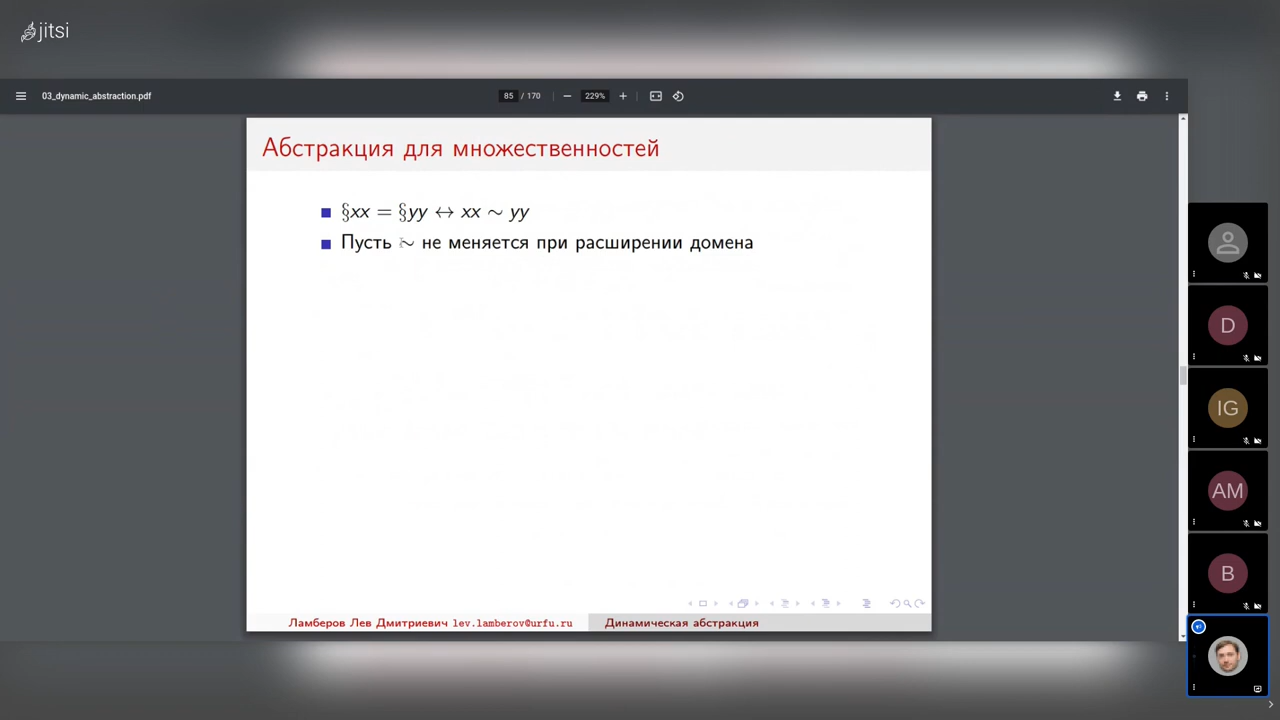 jitsi
03_dynamic_abstraction.pdf
85 / 170
229%
Абстракция для множественностей
§xx = §yy ↔ xx ∼ yy
Пусть ∼ не меняется при расширении домена
D
IG
AM
B
Ламберов Лев Дмитриевич lev.lamberov@urfu.ru
Динамическая абстракция